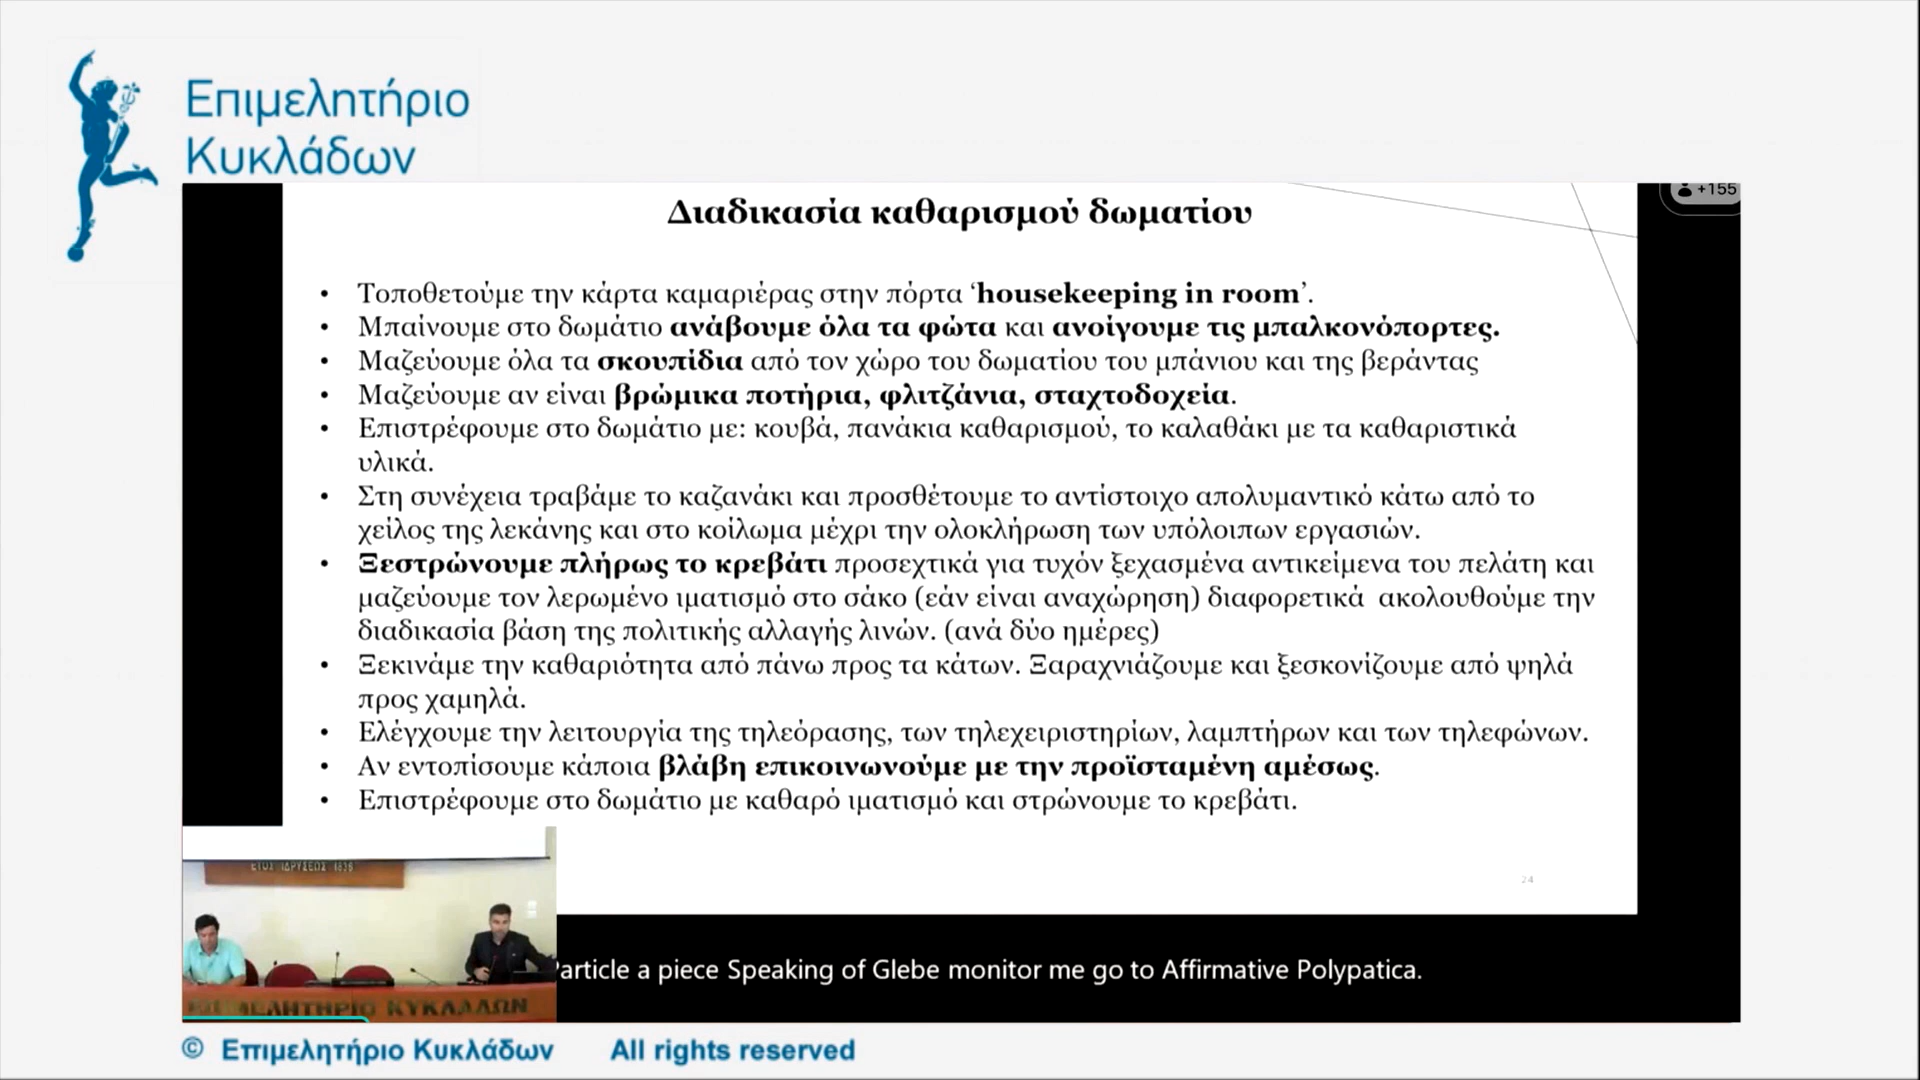 Επιμελητήριο
Κυκλάδων
+155
Διαδικασία καθαρισμού δωματίου
• Τοποθετούμε την κάρτα καμαριέρας στην πόρτα ‘housekeeping in room’.
• Μπαίνουμε στο δωμάτιο ανάβουμε όλα τα φώτα και ανοίγουμε τις μπαλκονόπορτες.
• Μαζεύουμε όλα τα σκουπίδια από τον χώρο του δωματίου του μπάνιου και της βεράντας
• Μαζεύουμε αν είναι βρώμικα ποτήρια, φλιτζάνια, σταχτοδοχεία.
• Επιστρέφουμε στο δωμάτιο με: κουβά, πανάκια καθαρισμού, το καλαθάκι με τα καθαριστικά
υλικά.
• Στη συνέχεια τραβάμε το καζανάκι και προσθέτουμε το αντίστοιχο απολυμαντικό κάτω από το
χείλος της λεκάνης και στο κοίλωμα μέχρι την ολοκλήρωση των υπόλοιπων εργασιών.
• Ξεστρώνουμε πλήρως το κρεβάτι προσεχτικά για τυχόν ξεχασμένα αντικείμενα του πελάτη και
μαζεύουμε τον λερωμένο ιματισμό στο σάκο (εάν είναι αναχώρηση) διαφορετικά ακολουθούμε την
διαδικασία βάση της πολιτικής αλλαγής λινών. (ανά δύο ημέρες)
• Ξεκινάμε την καθαριότητα από πάνω προς τα κάτων. Ξαραχνιάζουμε και ξεσκονίζουμε από ψηλά
προς χαμηλά.
• Ελέγχουμε την λειτουργία της τηλεόρασης, των τηλεχειριστηρίων, λαμπτήρων και των τηλεφώνων.
• Αν εντοπίσουμε κάποια βλάβη επικοινωνούμε με την προϊσταμένη αμέσως.
• Επιστρέφουμε στο δωμάτιο με καθαρό ιματισμό και στρώνουμε το κρεβάτι.
24
ΕΤΟΣ ΙΔΡΥΣΕΩΣ 1836
ΕΠΙΜΕΛΗΤΗΡΙΟ ΚΥΚΛΑΔΩΝ
article a piece Speaking of Glebe monitor me go to Affirmative Polypatica.
© Επιμελητήριο Κυκλάδων All rights reserved